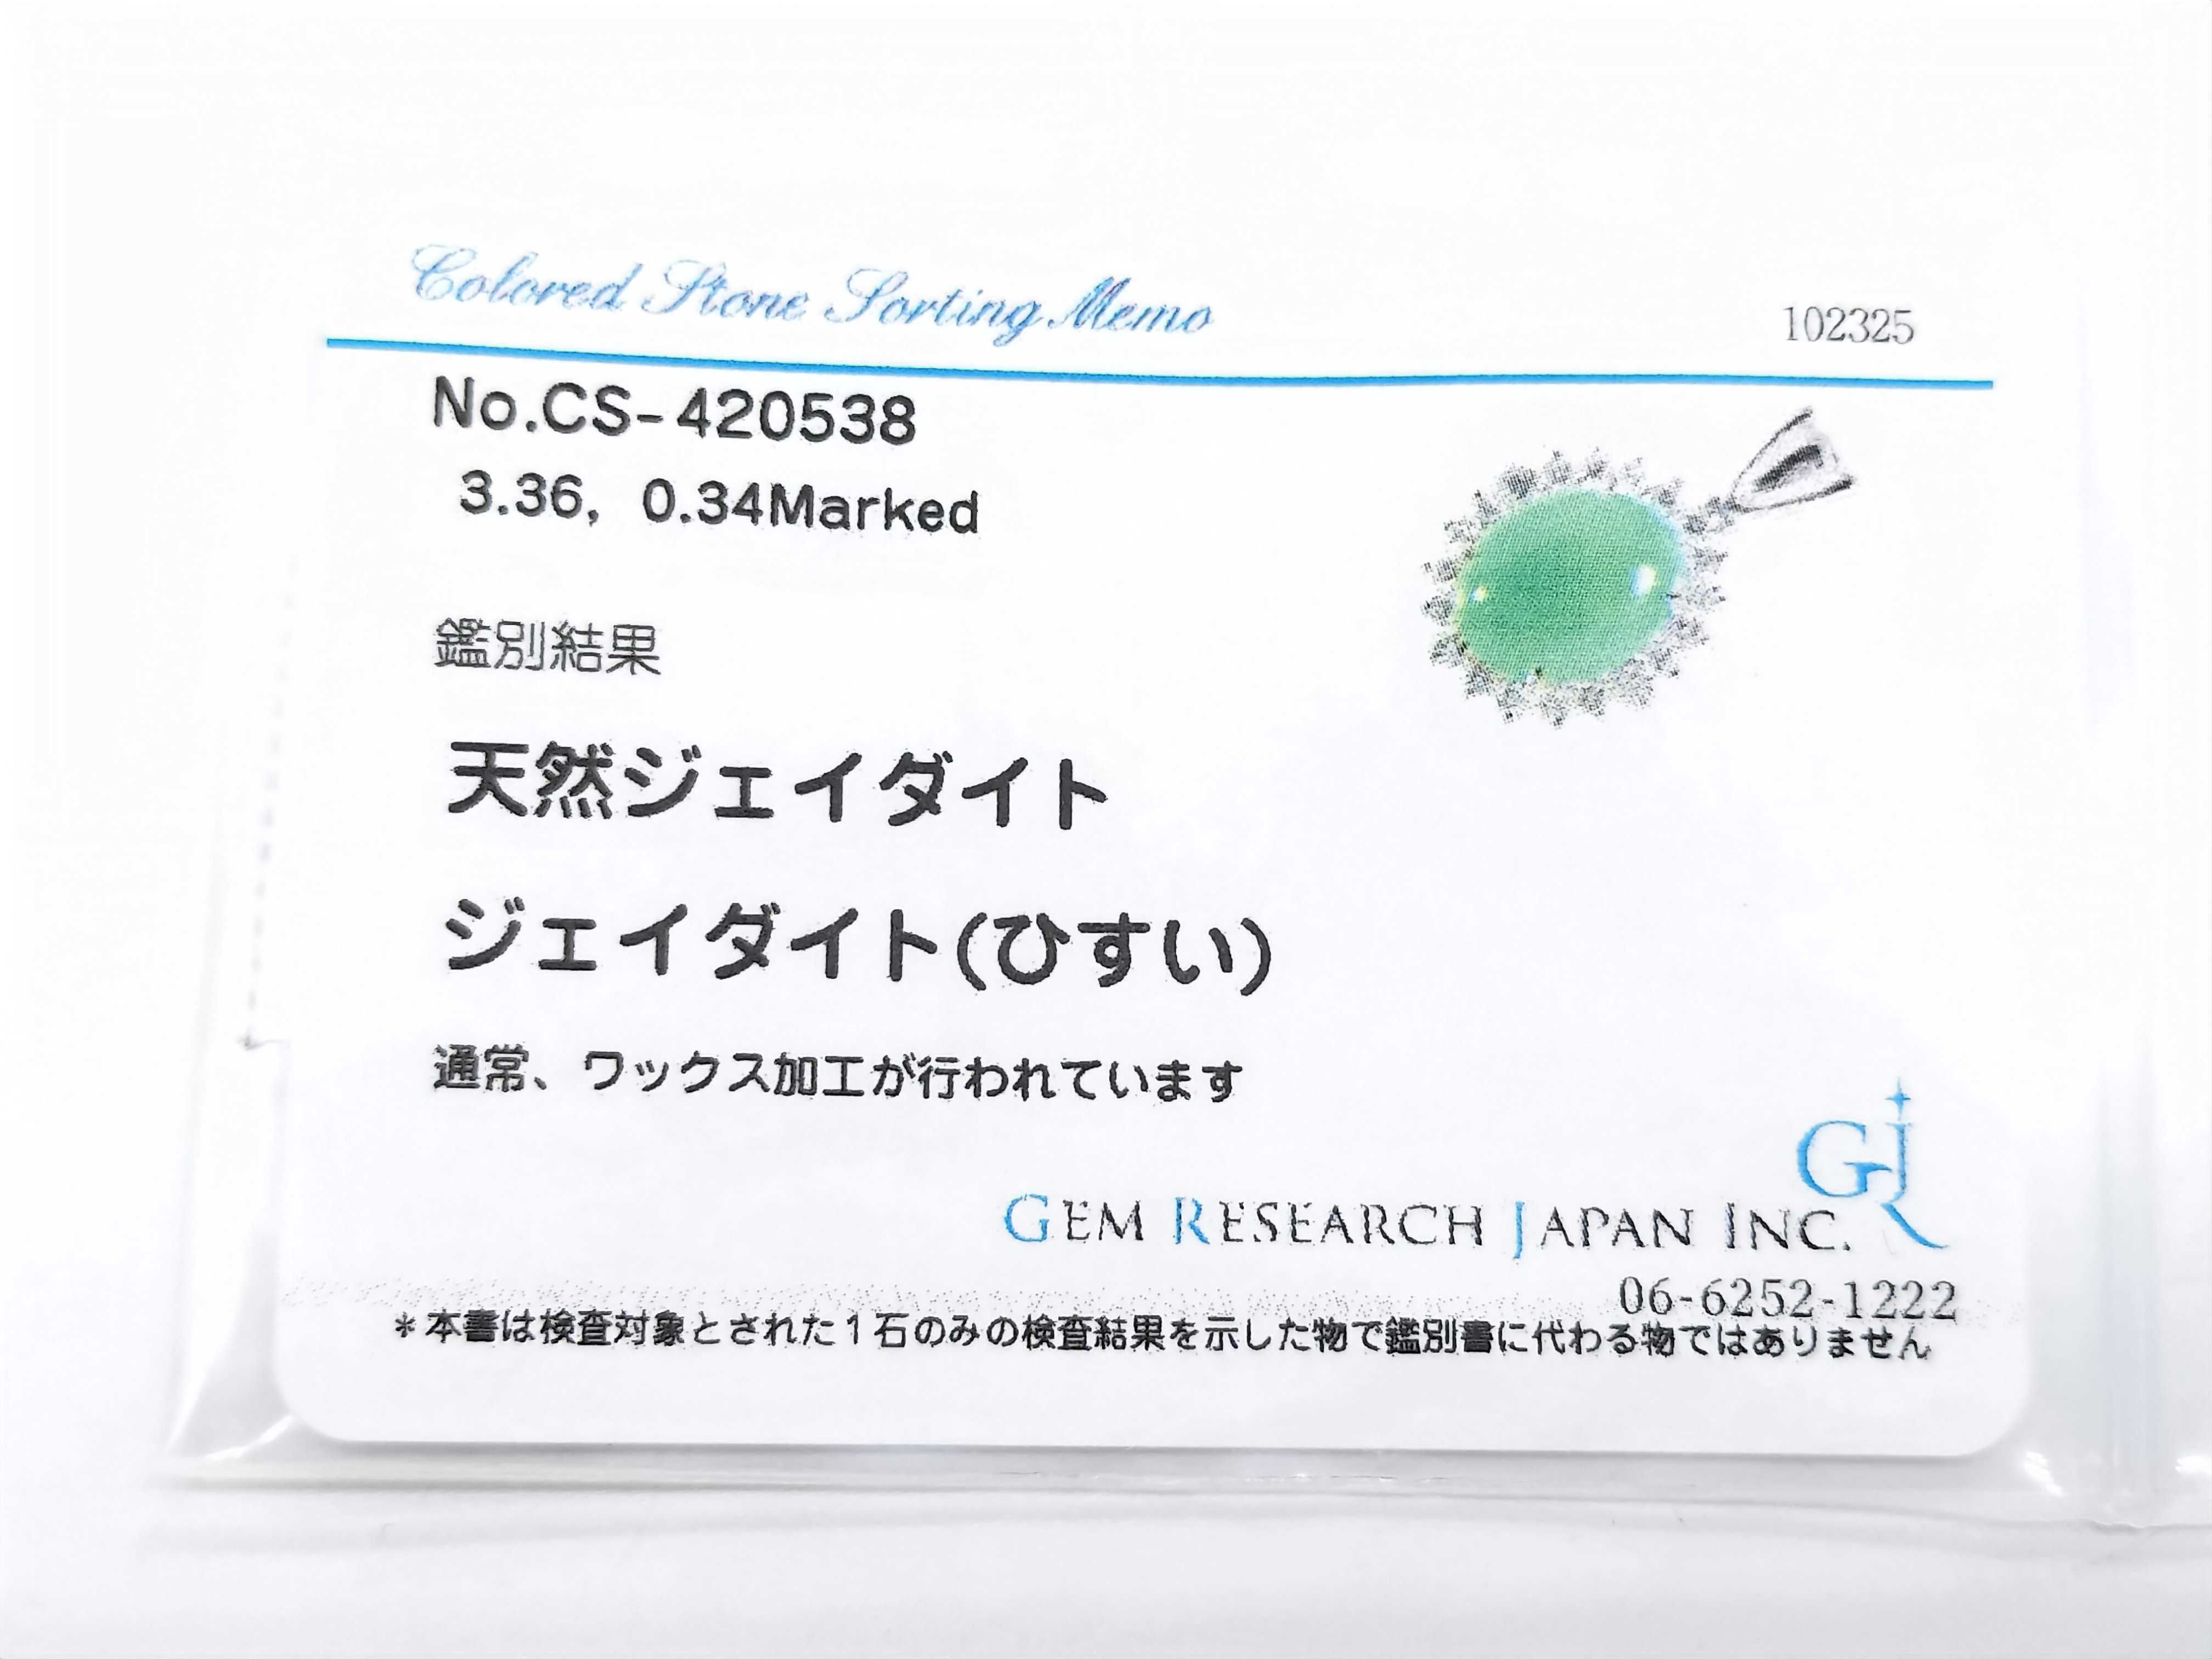 Colored Stone Sorting Memo
102325
No.CS-420538
3.36, 0.34Marked
鑑別結果
天然ジェイダイト
ジェイダイト(ひすい)
通常、ワックス加工が行われています
GJR
GEM RESEARCH JAPAN INC.
06-6252-1222
*本書は検査対象とされた1石のみの検査結果を示した物で鑑別書に代わる物ではありません